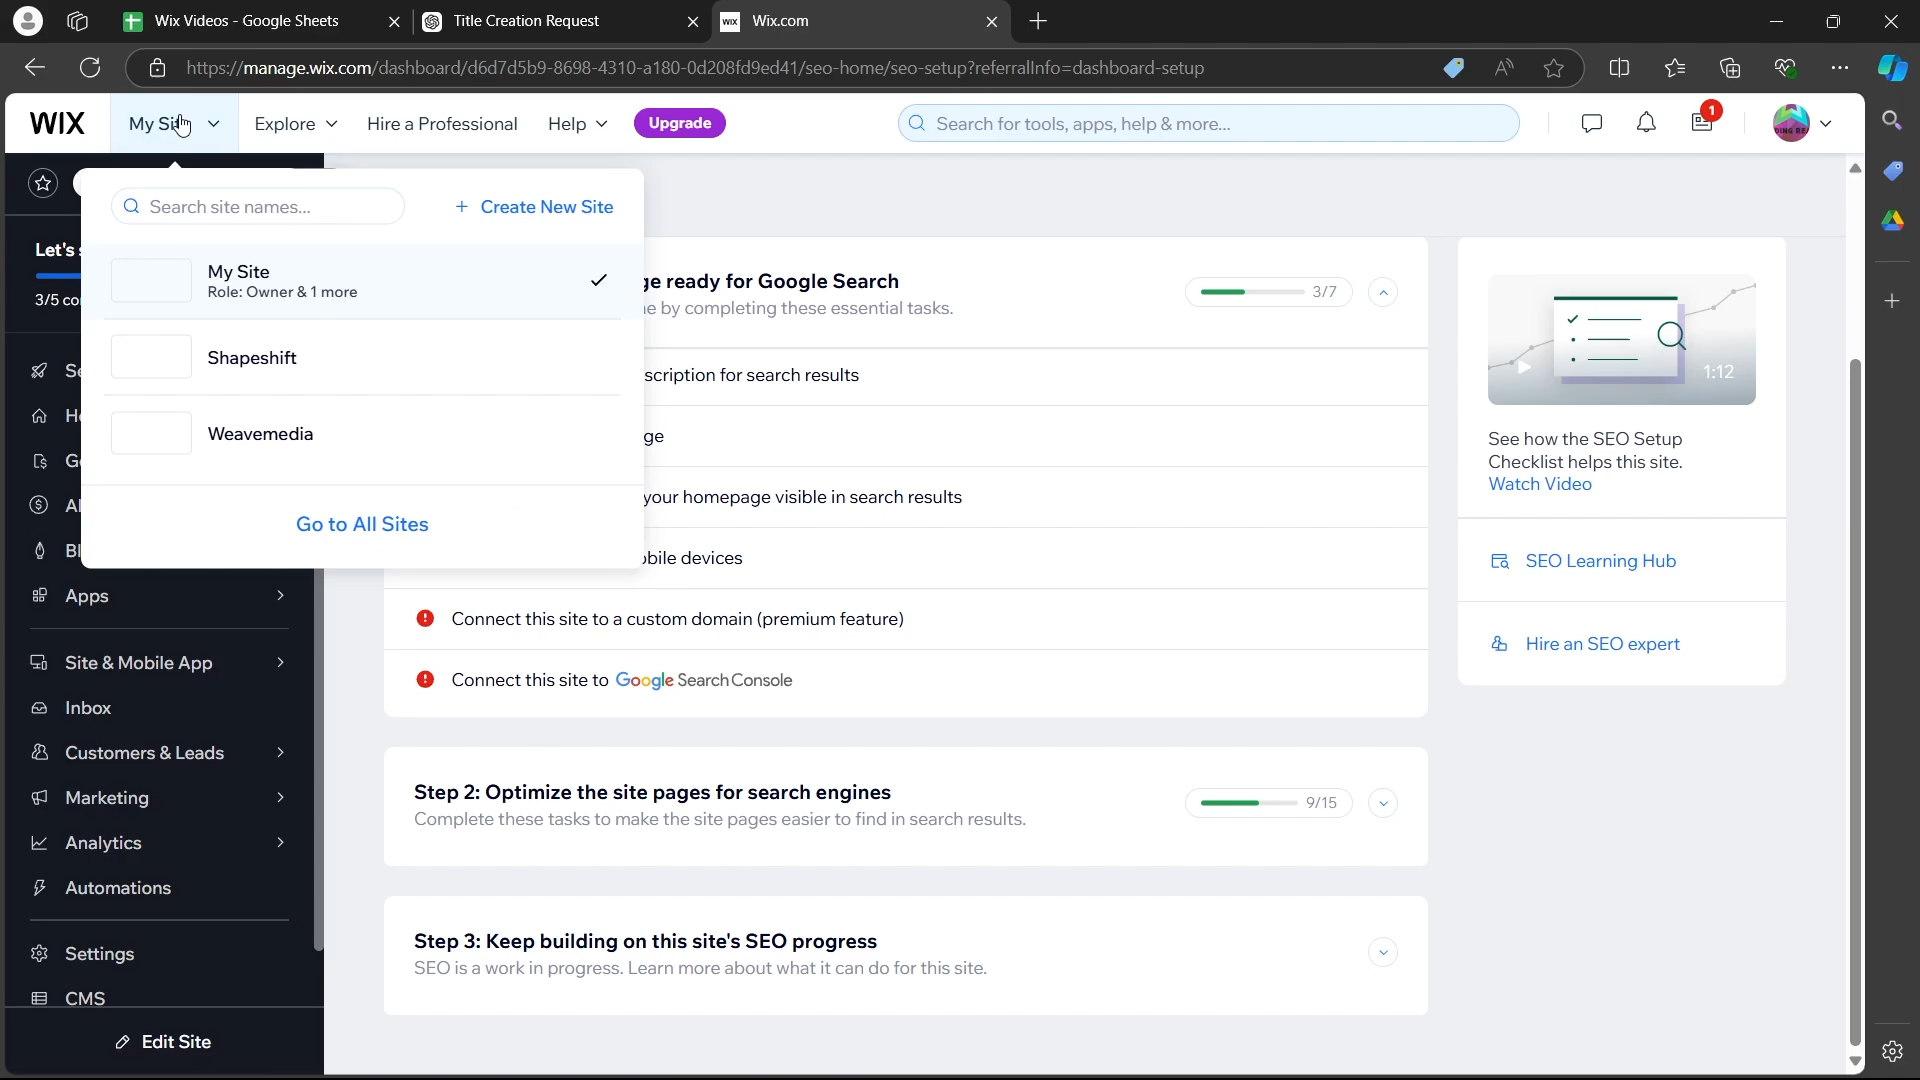 Wix Videos - Google Sheets
Title Creation Request
WIX Wix.com
https://manage.wix.com/dashboard/d6d7d5b9-8698-4310-a180-0d208fd9ed41/seo-home/seo-setup?referralInfo=dashboard-setup
WIX
My Site
Explore
Hire a Professional
Help
Upgrade
Search for tools, apps, help & more...
1
Search site names...
+ Create New Site
My Site
Role: Owner & 1 more
Shapeshift
Weavemedia
Go to All Sites
Let's
3/5
Apps
Site & Mobile App
Inbox
Customers & Leads
Marketing
Analytics
Automations
Settings
CMS
Edit Site
ready for Google Search
by completing these essential tasks.
3/7
scription for search results
your homepage visible in search results
devices
Connect this site to a custom domain (premium feature)
Connect this site to Google Search Console
Step 2: Optimize the site pages for search engines
Complete these tasks to make the site pages easier to find in search results.
9/15
Step 3: Keep building on this site's SEO progress
SEO is a work in progress. Learn more about what it can do for this site.
1:12
See how the SEO Setup
Checklist helps this site.
Watch Video
SEO Learning Hub
Hire an SEO expert